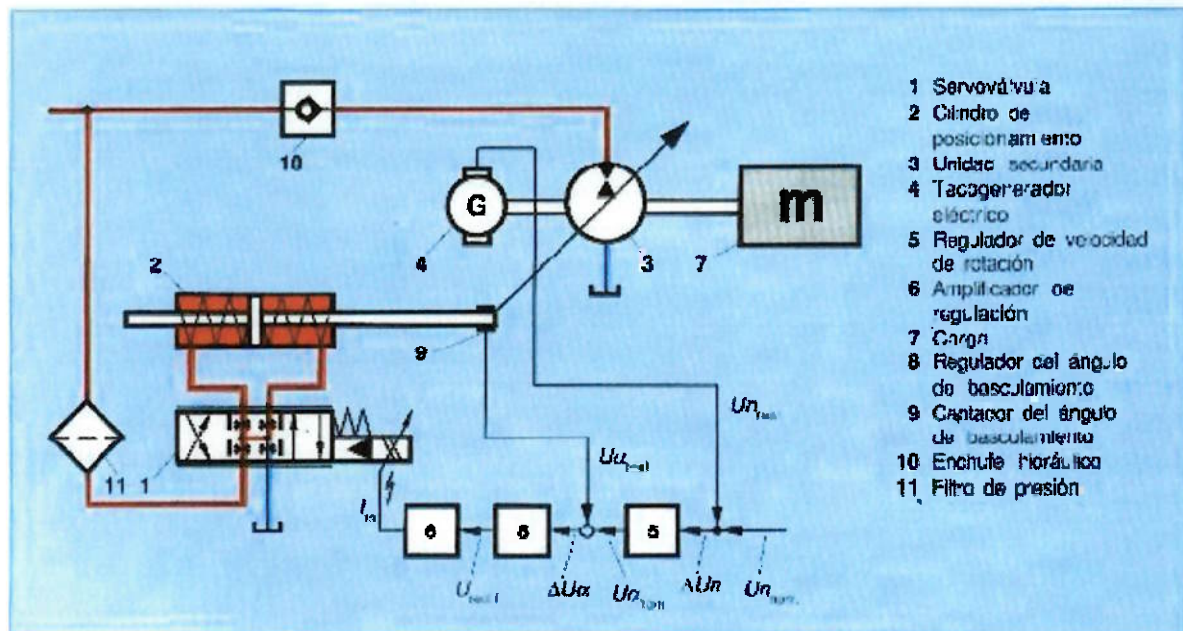 10
G
m
4
3
7
2
9
11
1
5
ΔUn
ΔUα
1 Servoválvula
2 Cilindro de
posicionamiento
3 Unidad secundaria
4 Tacogenerador
eléctrico
5 Regulador de velocidad
de rotación
6 Amplificador de
regulación
7 Carga
8 Regulador del ángulo
de basculamiento
9 Captador del ángulo
de basculamiento
10 Enchufe hidráulico
11 Filtro de presión